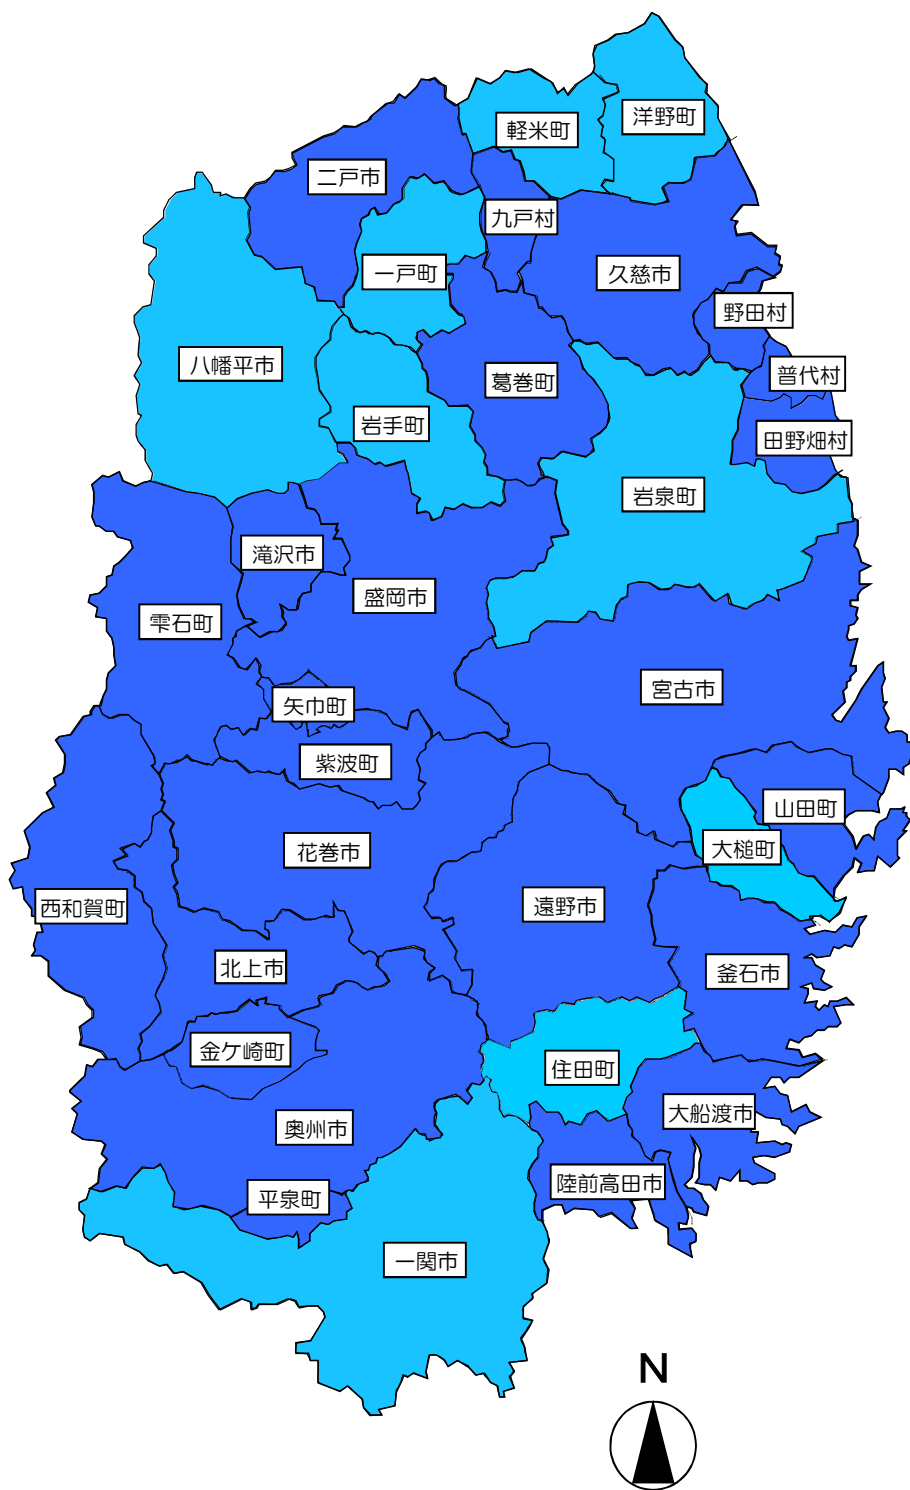 洋野町
軽米町
二戸市
九戸村
一戸町
久慈市
野田村
八幡平市
普代村
葛巻町
岩手町
田野畑村
岩泉町
滝沢市
盛岡市
雫石町
宮古市
矢巾町
紫波町
山田町
大槌町
花巻市
西和賀町
遠野市
北上市
釜石市
金ケ崎町
住田町
大船渡市
奥州市
陸前高田市
平泉町
一関市
N